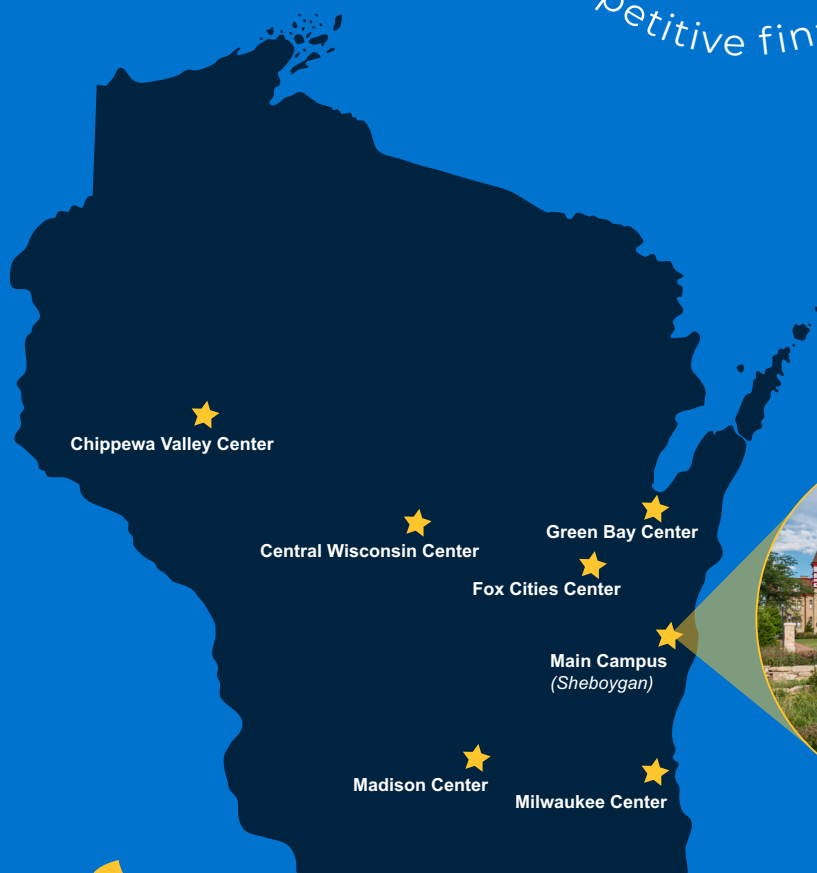 Chippewa Valley Center
Central Wisconsin Center
Green Bay Center
Fox Cities Center
Main Campus
(Sheboygan)
Madison Center
Milwaukee Center